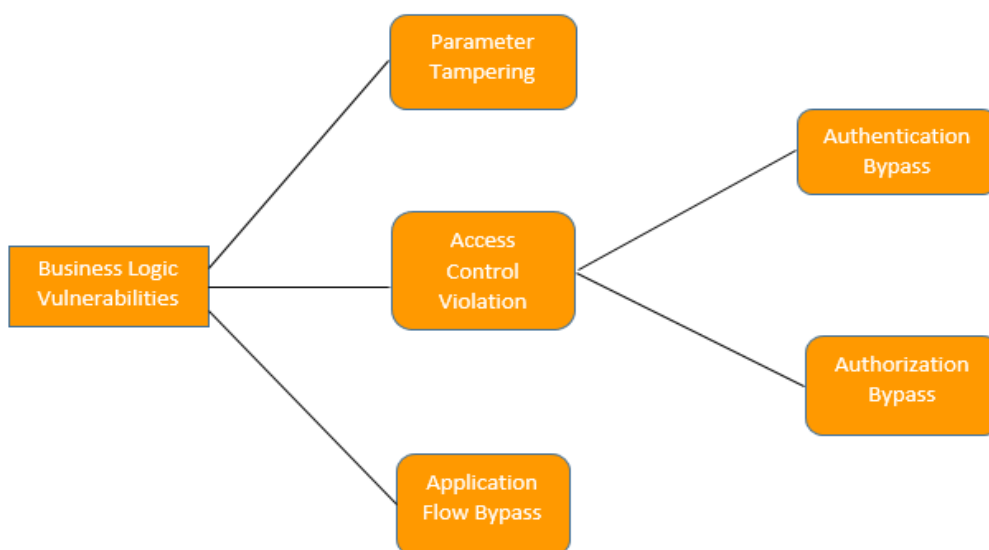 Parameter
Tampering
Authentication
Bypass
Access
Control
Violation
Business Logic
Vulnerabilities
Authorization
Bypass
Application
Flow Bypass